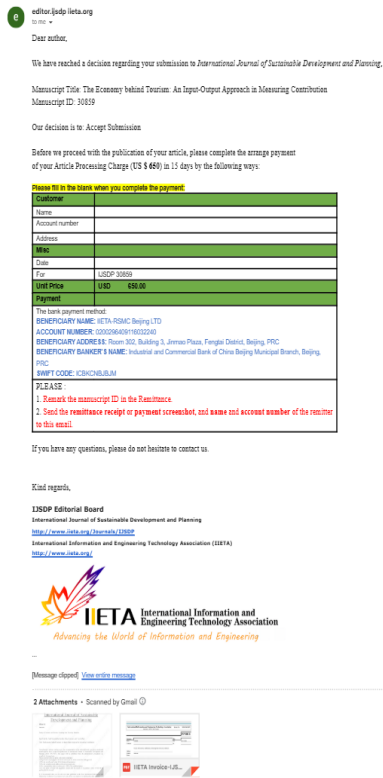 e
editor.ijsdp iieta.org
to me
Dear author,
We have reached a decision regarding your submission to International Journal of Sustainable Development and Planning,
Manuscript Title: The Economy behind Tourism: An Input-Output Approach in Measuring Contribution
Manuscript ID: 30859
Our decision is to: Accept Submission
Before we proceed with the publication of your article, please complete the arrange payment
of your Article Processing Charge (US $ 650) in 15 days by the following ways:
Please fill in the blank when you complete the payment:
Customer
Name
Account number
Address
Misc
Date
For IJSDP 30859
Unit Price USD 650.00
Payment
The bank payment method:
BENEFICIARY NAME: IIETA-RSMC Beijing LTD
ACCOUNT NUMBER: 0200296409116032240
BENEFICIARY ADDRESS: Room 302, Building 3, Jinmao Plaza, Fengtai District, Beijing, PRC
BENEFICIARY BANKER'S NAME: Industrial and Commercial Bank of China Beijing Municipal Branch, Beijing,
PRC
SWIFT CODE: ICBKCNBJBJM
PLEASE :
1. Remark the manuscript ID in the Remittance.
2. Send the remittance receipt or payment screenshot, and name and account number of the remitter
to this email.
If you have any questions, please do not hesitate to contact us.
Kind regards,
IJSDP Editorial Board
International Journal of Sustainable Development and Planning
http://www.iieta.org/Journals/IJSDP
International Information and Engineering Technology Association (IIETA)
http://www.iieta.org/
IIETA International Information and
Engineering Technology Association
Advancing the World of Information and Engineering
--
[Message clipped] View entire message
2 Attachments • Scanned by Gmail
IIETA Invoice-IJS...